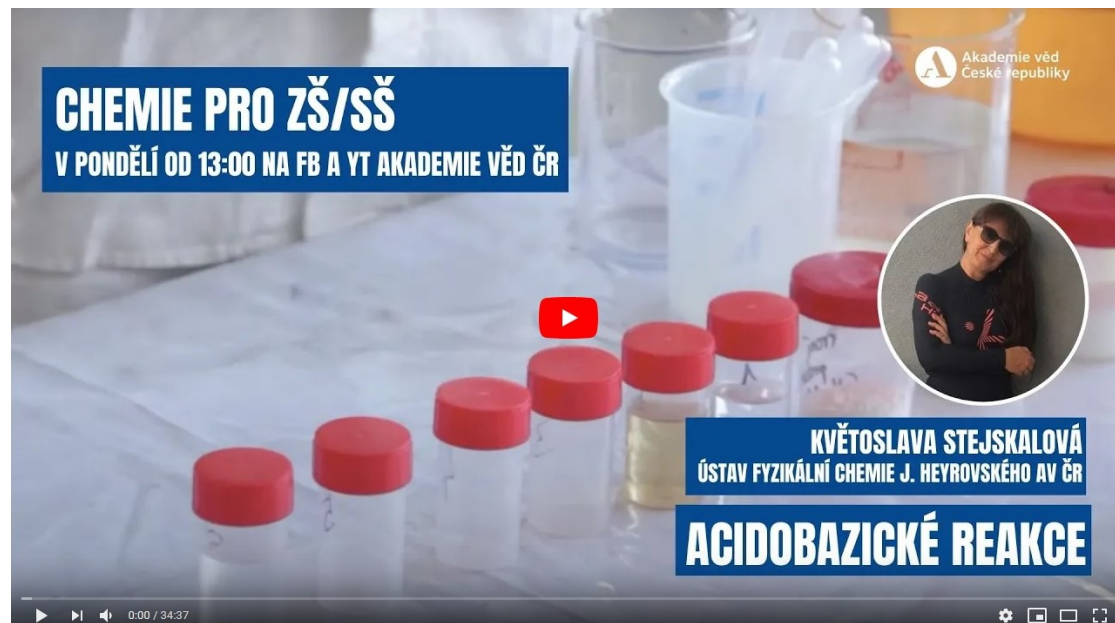 CHEMIE PRO ZŠ/SŠ
V PONDĚLÍ OD 13:00 NA FB A YT AKADEMIE VĚD ČR
Akademie věd
České republiky
KVĚTOSLAVA STEJSKALOVÁ
ÚSTAV FYZIKÁLNÍ CHEMIE J. HEYROVSKÉHO AV ČR
ACIDOBAZICKÉ REAKCE
0:00 / 34:37